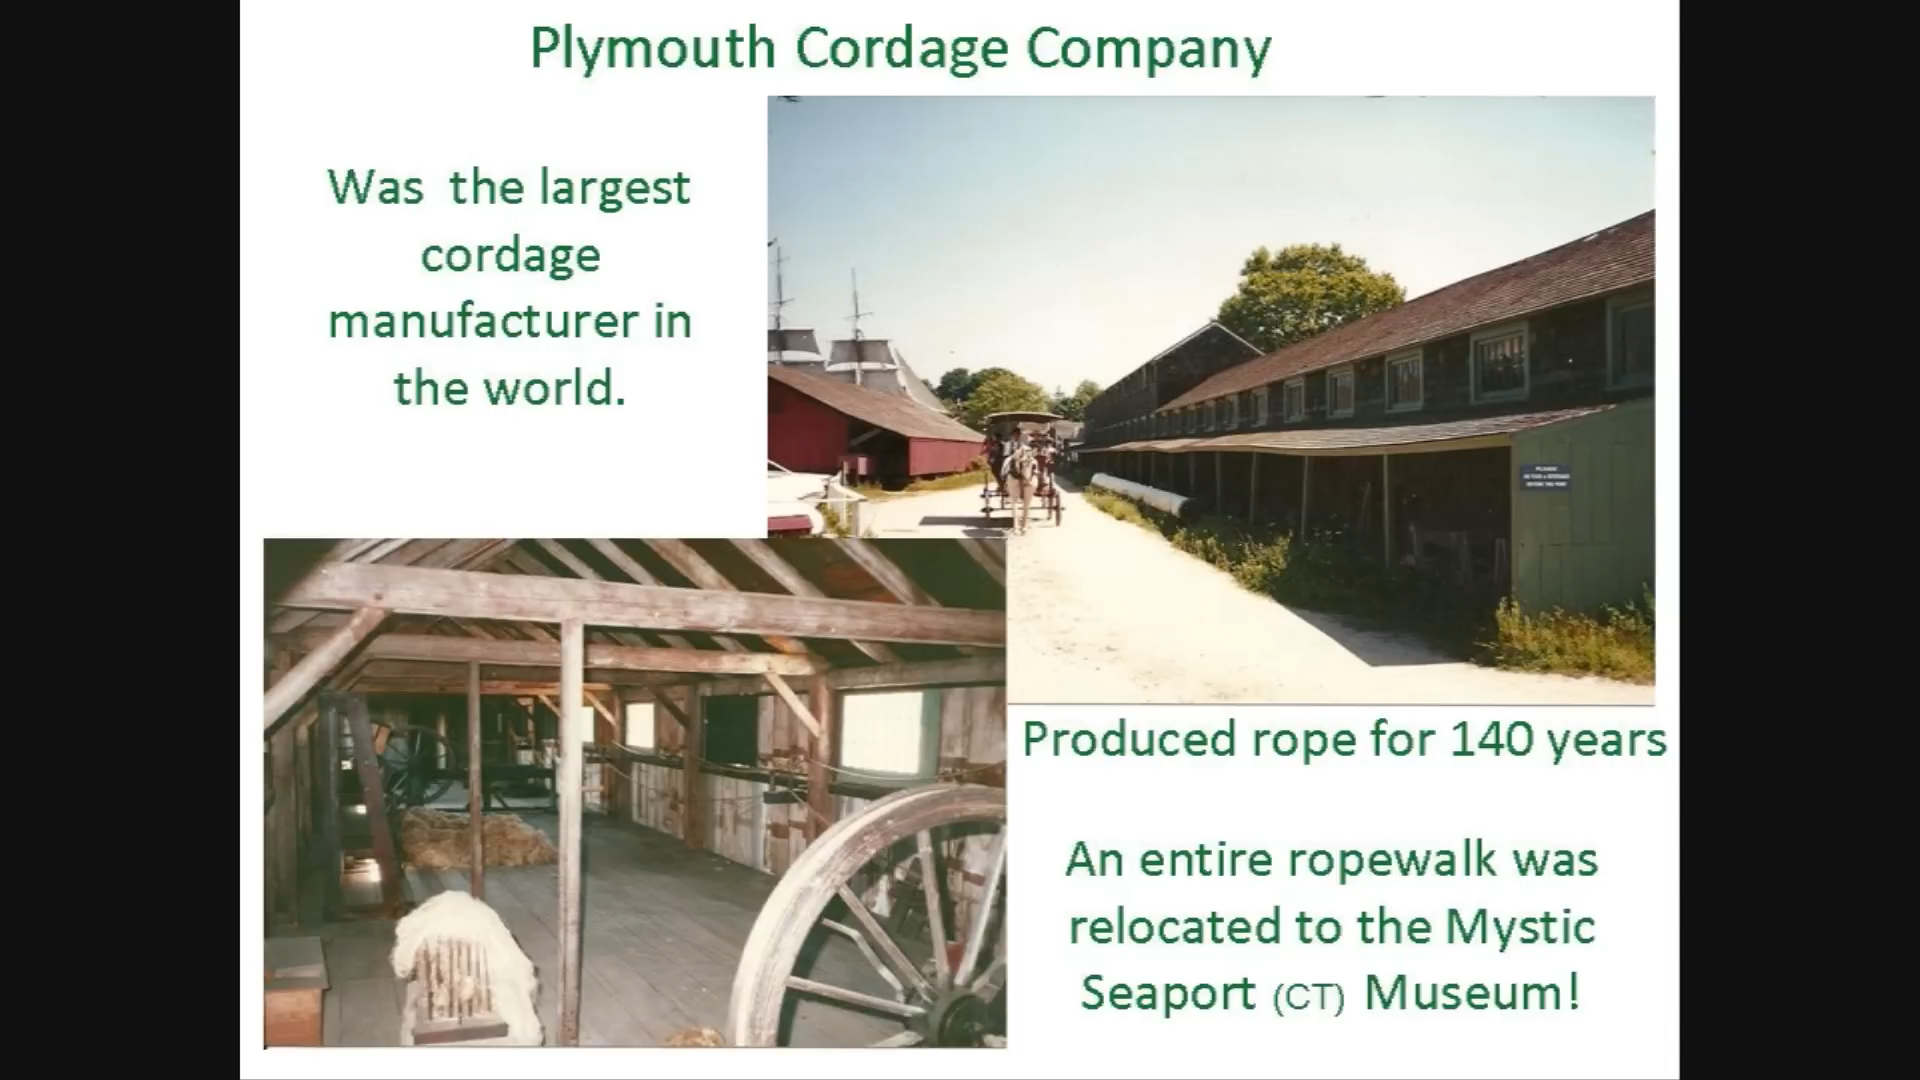 Plymouth Cordage Company
Was the largest
cordage
manufacturer in
the world.
Produced rope for 140 years
An entire ropewalk was
relocated to the Mystic
Seaport (CT) Museum!